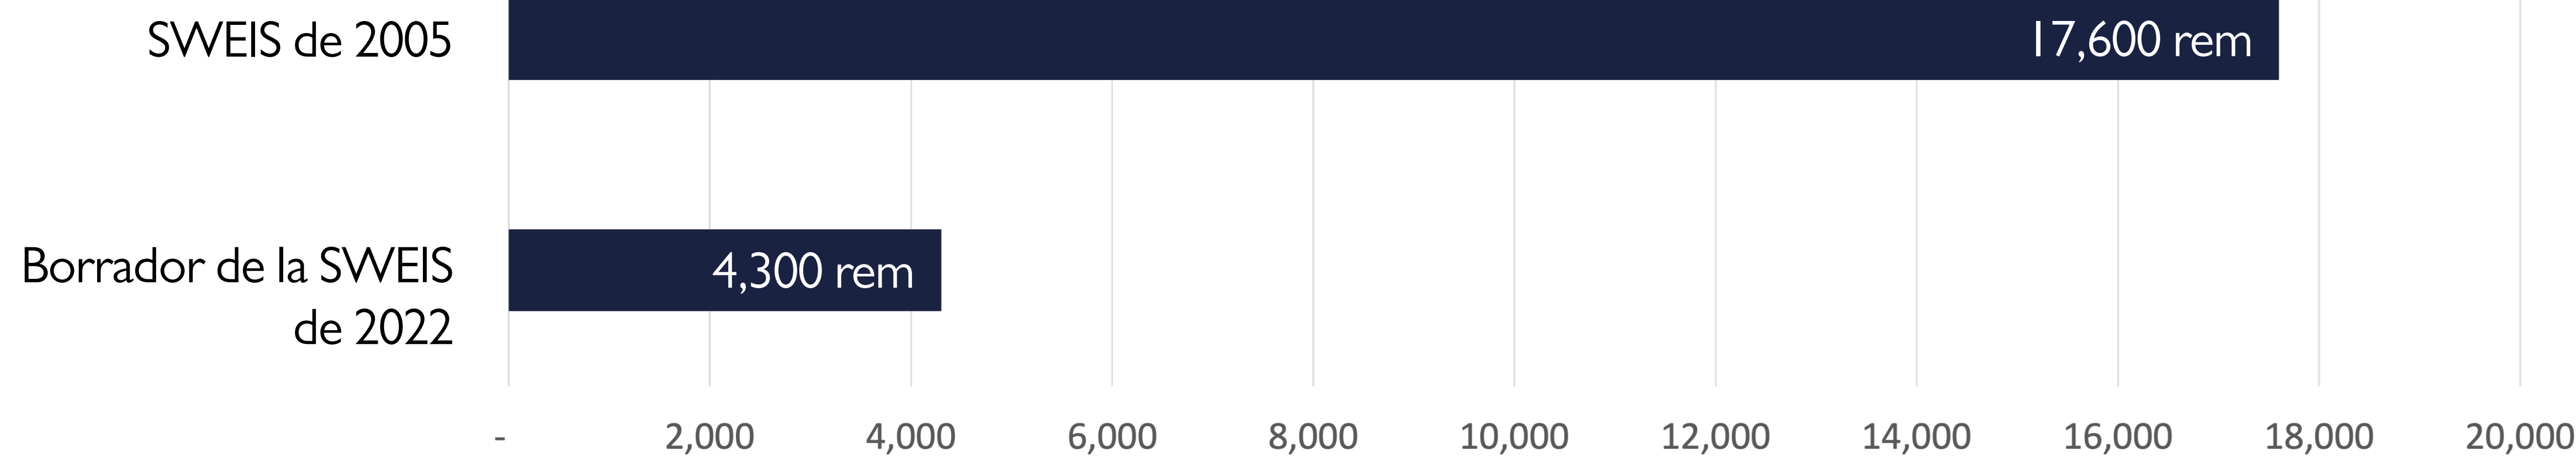 SWEIS de 2005
17,600 rem
Borrador de la SWEIS
de 2022
4,300 rem
- 2,000 4,000 6,000 8,000 10,000 12,000 14,000 16,000 18,000 20,000